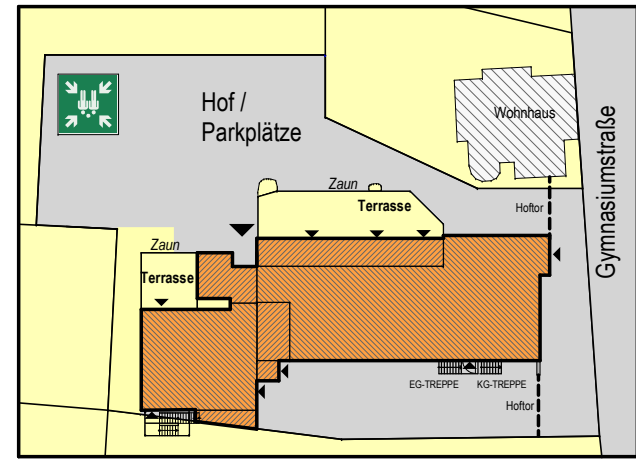 Hof /
Parkplätze
Wohnhaus
Gymnasiumstraße
Zaun
Terrasse
Hoftor
Zaun
Terrasse
EG-TREPPE
KG-TREPPE
Hoftor